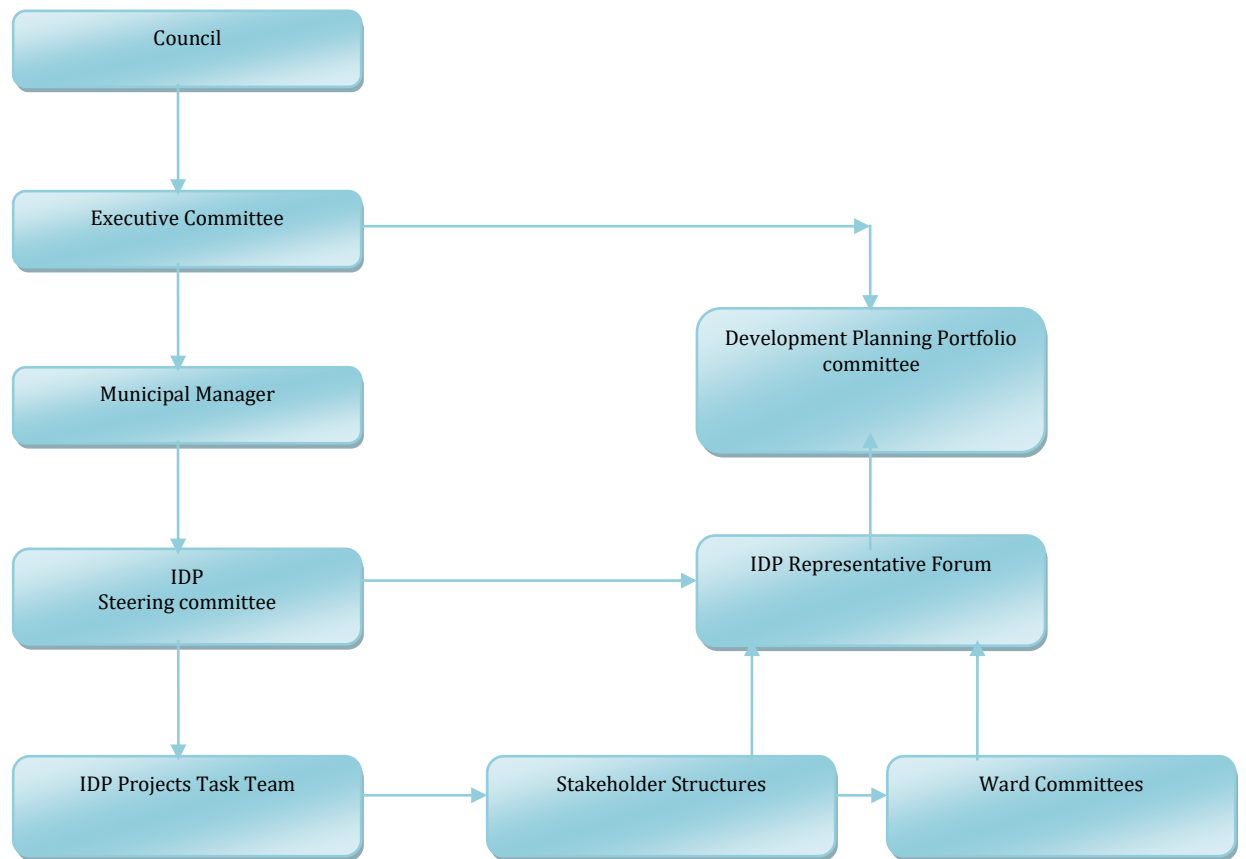 Council
Executive Committee
Development Planning Portfolio
committee
Municipal Manager
IDP
Steering committee
IDP Representative Forum
IDP Projects Task Team
Stakeholder Structures
Ward Committees